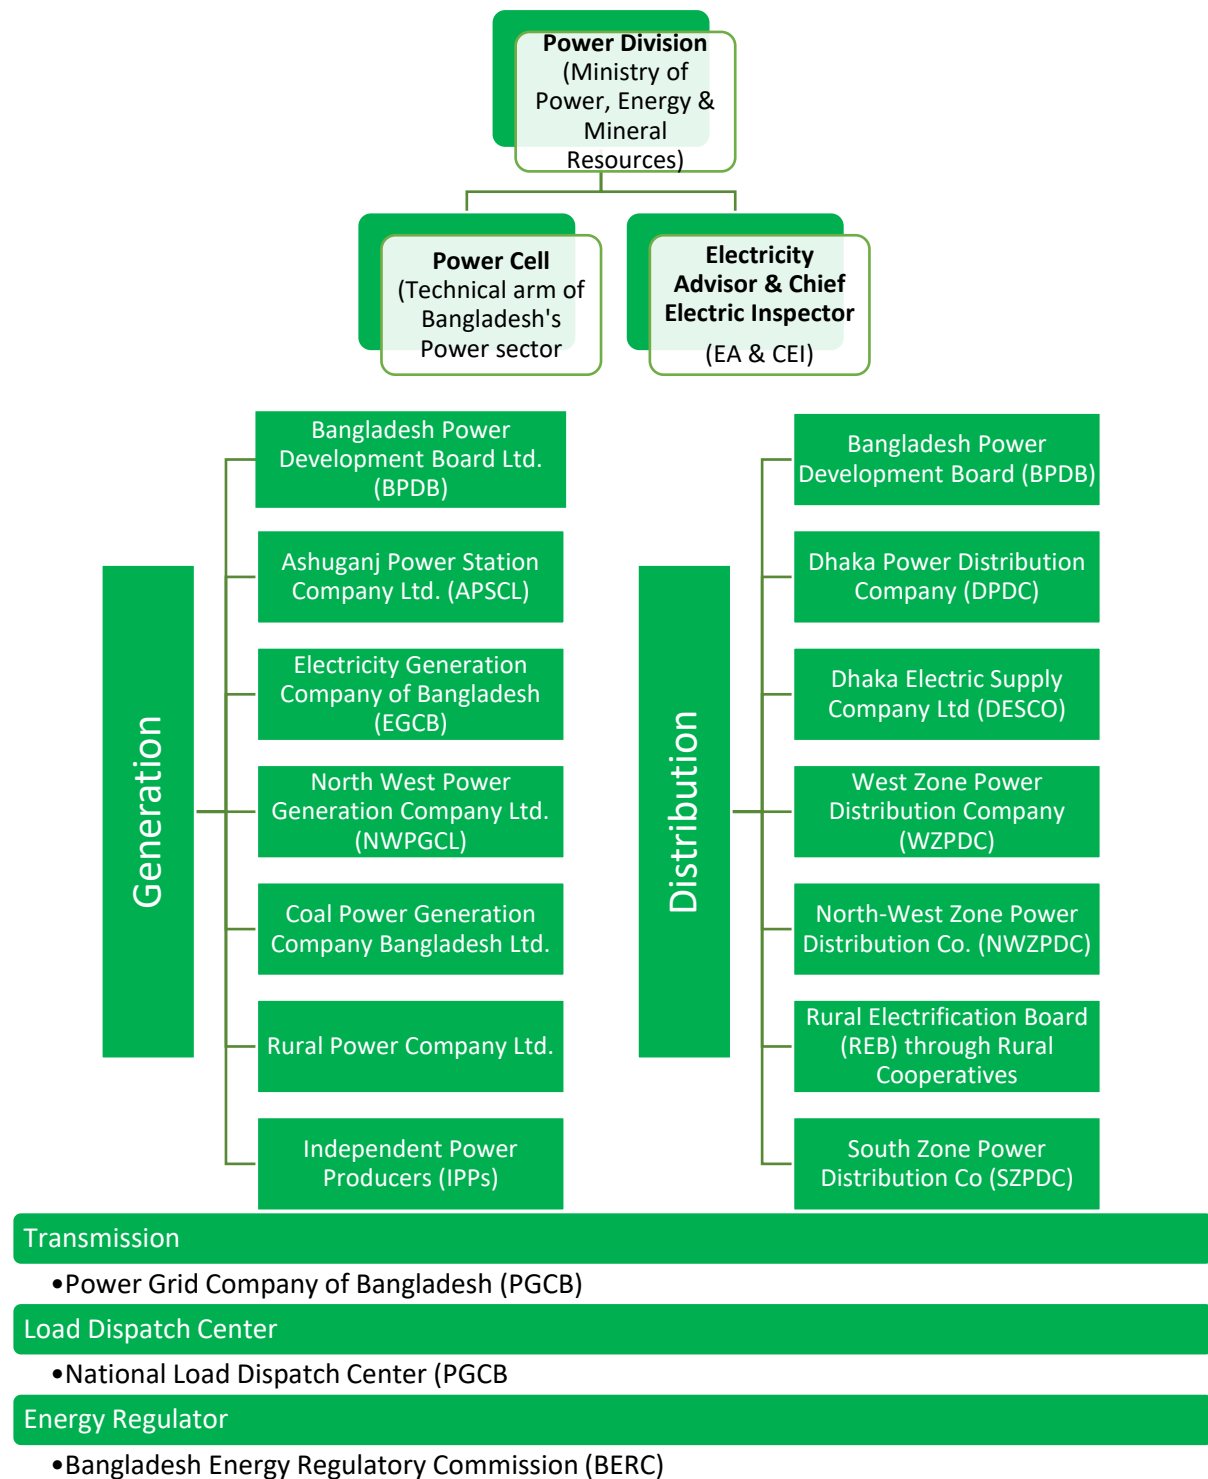 Power Division
(Ministry of
Power, Energy &
Mineral
Resources)
Power Cell
(Technical arm of
Bangladesh's
Power sector
Electricity
Advisor & Chief
Electric Inspector
(EA & CEI)
Generation
Bangladesh Power
Development Board Ltd.
(BPDB)
Ashuganj Power Station
Company Ltd. (APSCL)
Electricity Generation
Company of Bangladesh
(EGCB)
North West Power
Generation Company Ltd.
(NWPGCL)
Coal Power Generation
Company Bangladesh Ltd.
Rural Power Company Ltd.
Independent Power
Producers (IPPs)
Distribution
Bangladesh Power
Development Board (BPDB)
Dhaka Power Distribution
Company (DPDC)
Dhaka Electric Supply
Company Ltd (DESCO)
West Zone Power
Distribution Company
(WZPDC)
North-West Zone Power
Distribution Co. (NWZPDC)
Rural Electrification Board
(REB) through Rural
Cooperatives
South Zone Power
Distribution Co (SZPDC)
Transmission
•Power Grid Company of Bangladesh (PGCB)
Load Dispatch Center
•National Load Dispatch Center (PGCB
Energy Regulator
•Bangladesh Energy Regulatory Commission (BERC)